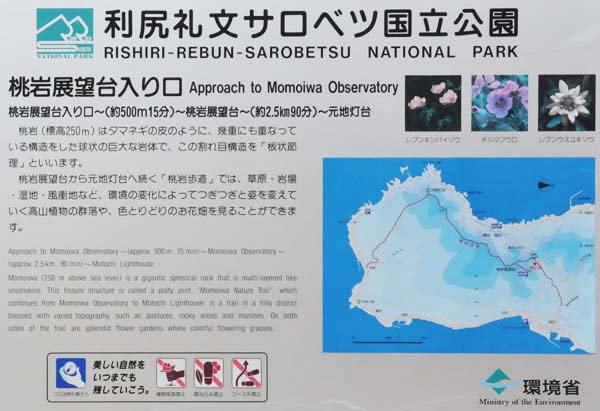 利尻礼文サロベツ国立公園
RISHIRI-REBUN-SAROBETSU NATIONAL PARK
NATIONAL PARK
桃岩展望台入り口 Approach to Momoiwa Observatory
桃岩展望台入り口～(約500m15分)～桃岩展望台～(約2.5km90分)～元地灯台
桃岩(標高250m)はタマネギの皮のように、幾重にも重なって
いる構造をした球状の巨大な岩体で、この割れ目構造を「板状節
理」といいます。
桃岩展望台から元地灯台へ続く「桃岩歩道」では、草原・岩場
・湿地・風衝地など、環境の変化によってつぎつぎと姿を変えて
いく高山植物の群落や、色とりどりのお花畑を見ることができま
す。
Approach to Momoiwa Observatory～(approx. 500 m : 15 min)～Momoiwa Observatory～
(approx. 2.5 km : 90 min)～Motochi Lighthouse
Momoiwa (250 m above sea level) is a gigantic spherical rock that is multi-layered like
onionskins. This fissure structure is called a platy joint. "Momoiwa Nature Trail", which
continues from Momoiwa Observatory to Motochi Lighthouse, is a trail in a hilly district
blessed with varied topography, such as pastures, rocky areas and marshes. On both
sides of the trail are splendid flower gardens where colorful flowering grasses.
レブンキンバイソウ
チシマフウロ
レブンウスユキソウ
美しい自然を
いつまでも
残していこう。
ゴミは持ち帰ろう
植物採取禁止
踏み込み禁止
コース外禁止
環境省
Ministry of the Environment